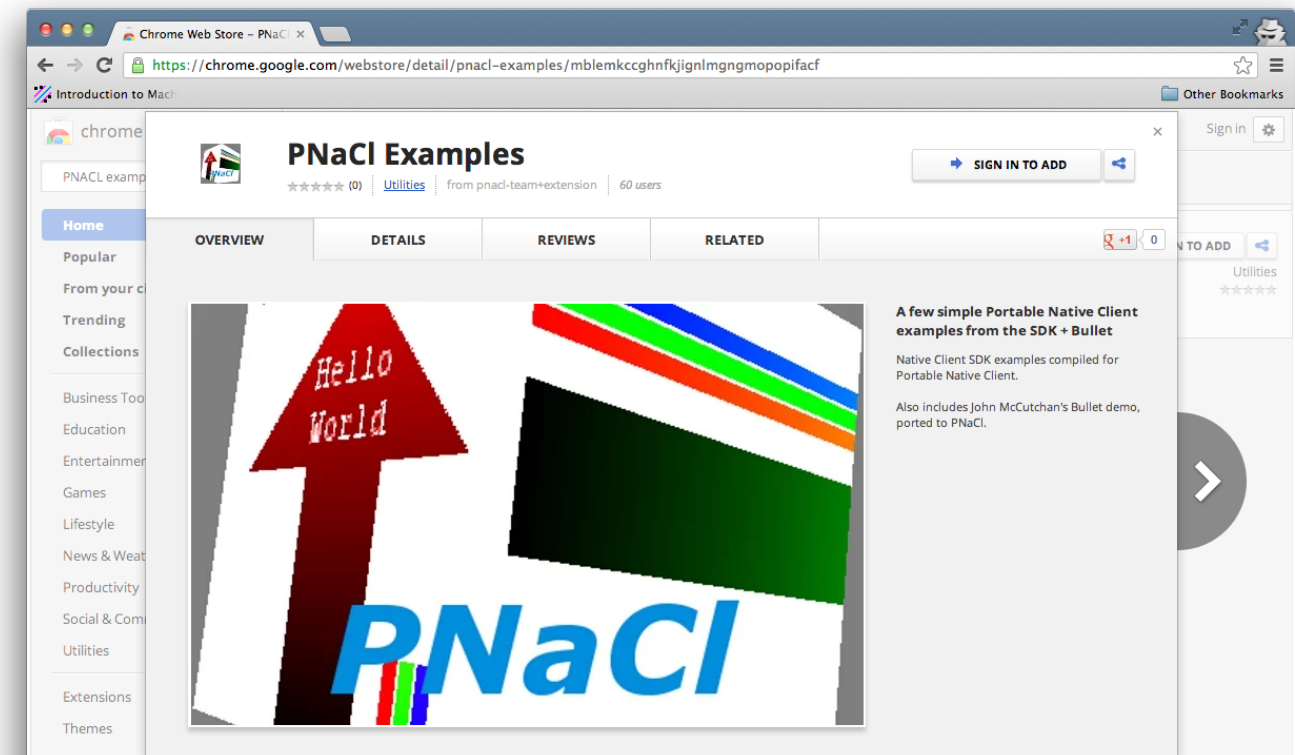 Chrome Web Store – PNaCl
https://chrome.google.com/webstore/detail/pnacl-examples/mblemkccghnfkjignlmgngmopopifacf
Introduction to Mach
Other Bookmarks
chrome
Sign in
PNACL examp
PNaCl Examples
SIGN IN TO ADD
(0) Utilities from pnacl-team+extension 60 users
OVERVIEW DETAILS REVIEWS RELATED
g +1 0
N TO ADD
Utilities
Home
Popular
From your c
Trending
Collections
Business Too
Education
Entertainmen
Games
Lifestyle
News & Weat
Productivity
Social & Com
Utilities
Extensions
Themes
Hello
World
PNaCl
PNaCl
A few simple Portable Native Client
examples from the SDK + Bullet
Native Client SDK examples compiled for
Portable Native Client.
Also includes John McCutchan's Bullet demo,
ported to PNaCl.